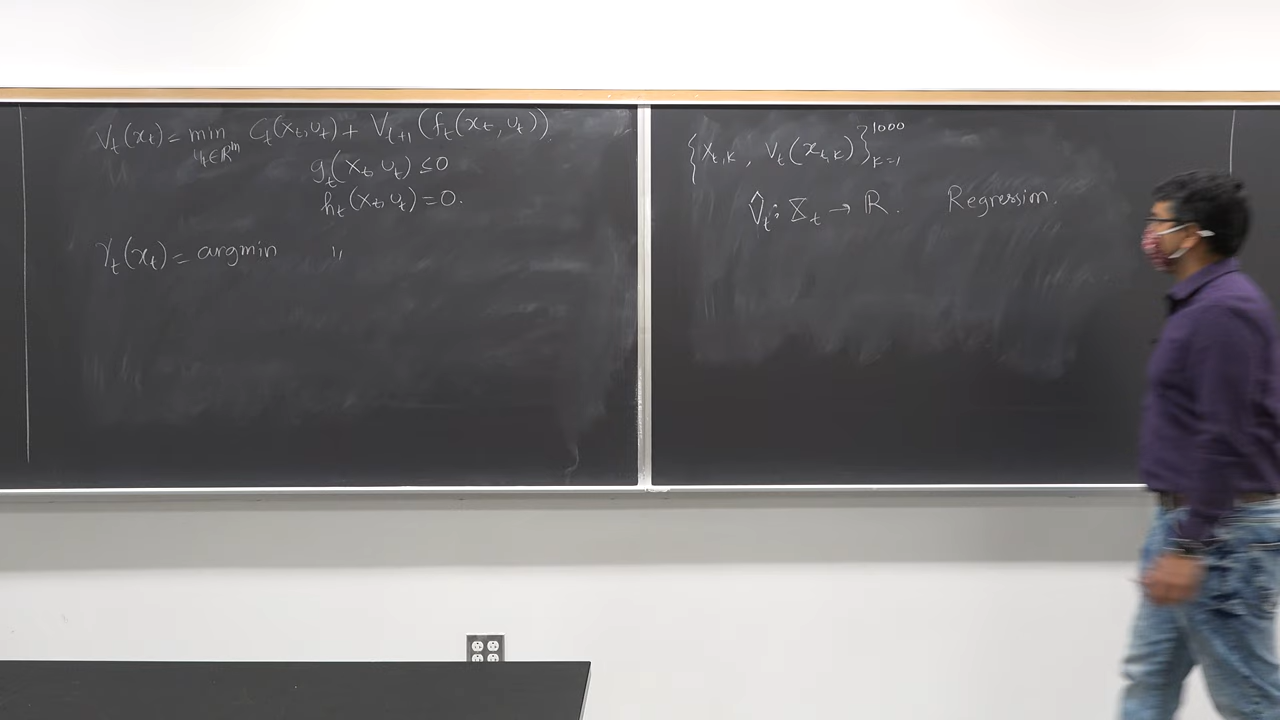 V_t(x_t) = min_{u_t∈ℝ^m} C_t(x_t, u_t) + V_{t+1}(f_t(x_t, u_t))
g_t(x_t, u_t) ≤ 0
h_t(x_t, u_t) = 0.
γ_t(x_t) = argmin "
{x_{t,k}, V_t(x_{t,k})}_{k=1}^{1000}
V̂_t : 𝕏_t → ℝ. Regression.